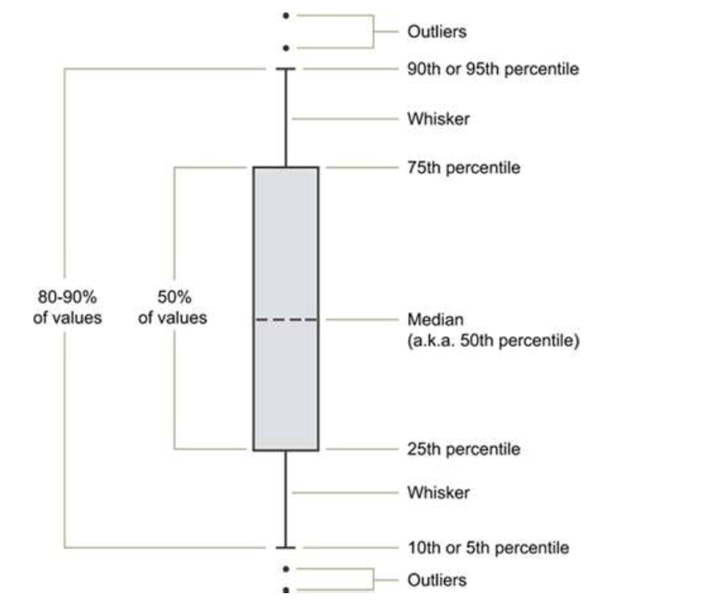 Outliers
90th or 95th percentile
Whisker
75th percentile
80-90%
of values
50%
of values
Median
(a.k.a. 50th percentile)
25th percentile
Whisker
10th or 5th percentile
Outliers